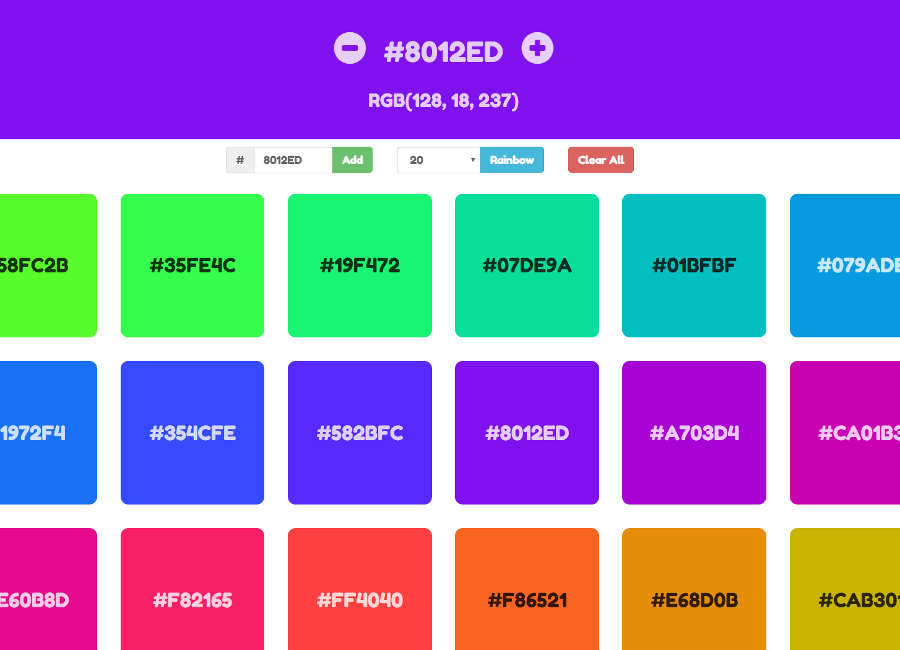 #8012ED
RGB(128, 18, 237)
# 8012ED Add 20 Rainbow Clear All
58FC2B #35FE4C #19F472 #07DE9A #01BFBF #079ADE
1972F4 #354CFE #582BFC #8012ED #A703D4 #CA01B3
E60B8D #F82165 #FF4040 #F86521 #E68D0B #CAB301